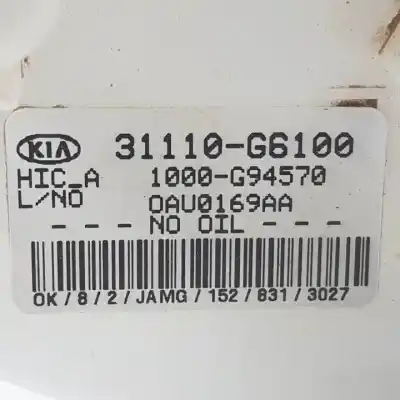 KIA 31110-G6100
HIC_A 1000-G94570
L/NO 0AU0169AA
- - - NO OIL - - -
OK/8/2/JAMG/152/831/3027